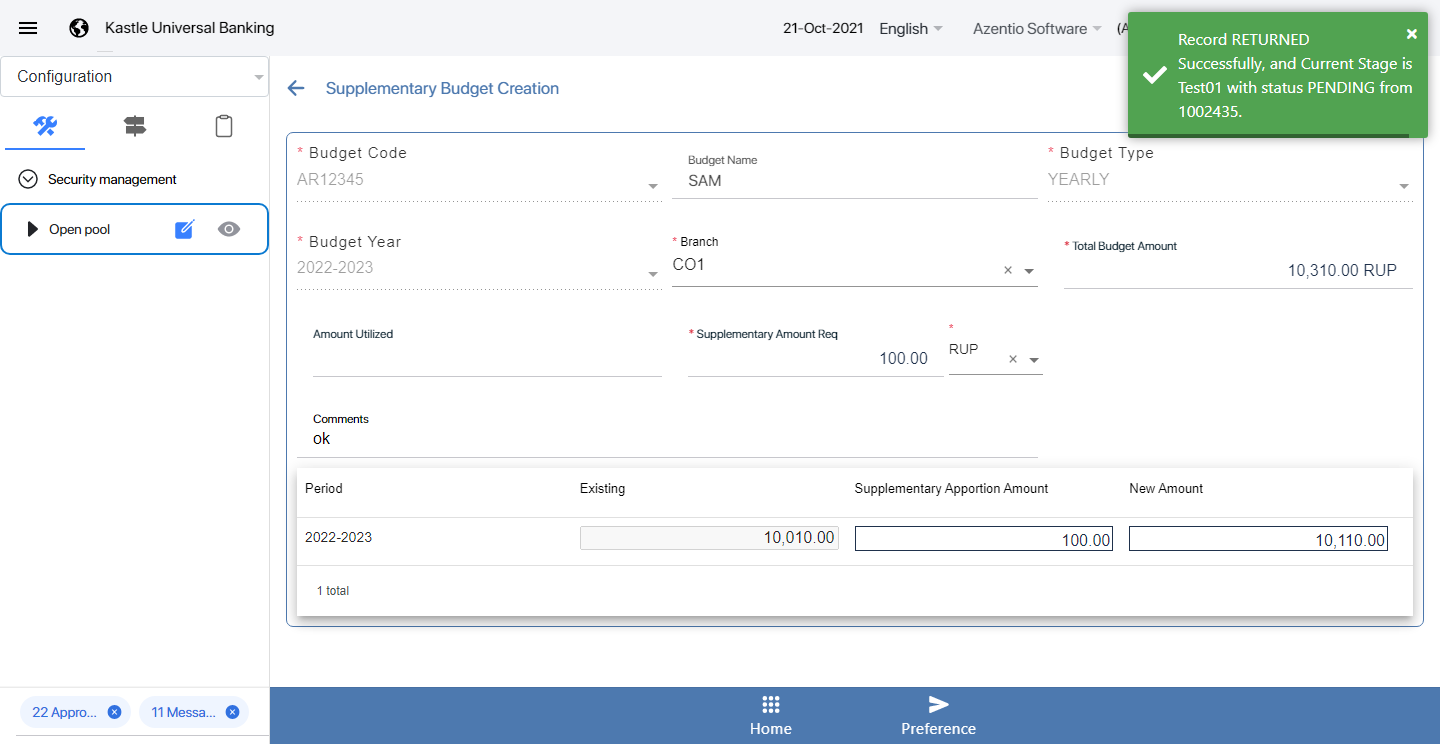 Kastle Universal Banking
21-Oct-2021
English
Azentio Software
(A
Record RETURNED
Successfully, and Current Stage is
Test01 with status PENDING from
1002435.
Configuration
Security management
Open pool
Supplementary Budget Creation
* Budget Code
AR12345
Budget Name
SAM
* Budget Type
YEARLY
* Budget Year
2022-2023
* Branch
CO1
* Total Budget Amount
10,310.00 RUP
Amount Utilized
* Supplementary Amount Req
100.00
*
RUP
Comments
ok
Period Existing Supplementary Apportion Amount New Amount
2022-2023 10,010.00 100.00 10,110.00
1 total
22 Appro...
11 Messa...
Home
Preference